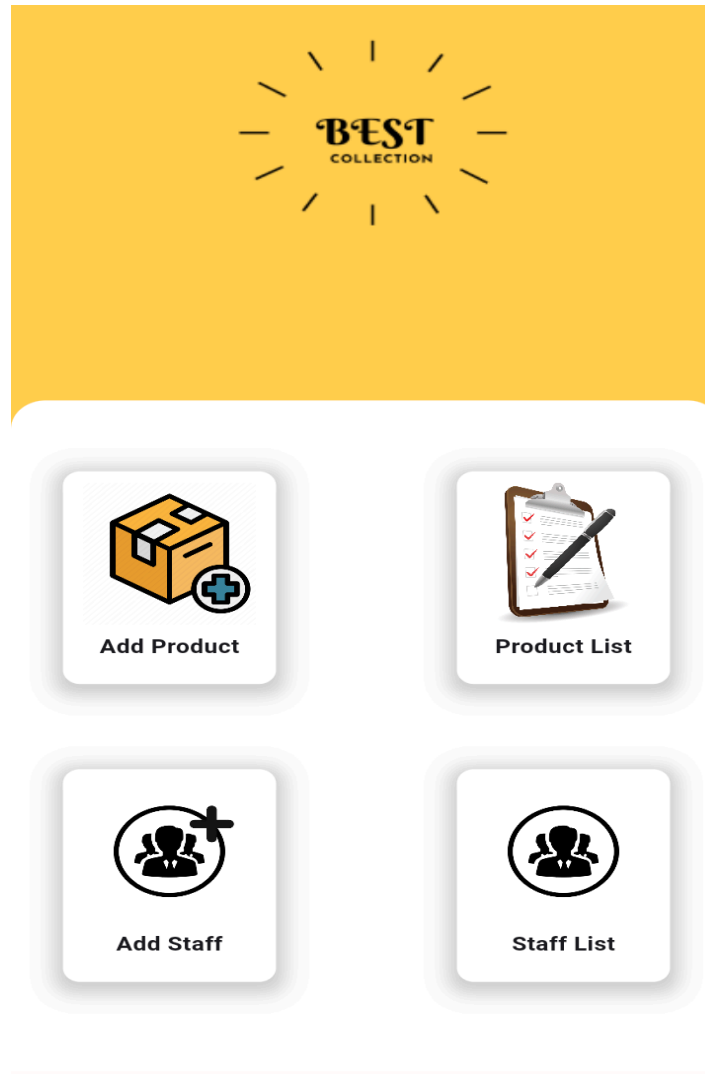 BEST
COLLECTION
Add Product
Product List
Add Staff
Staff List